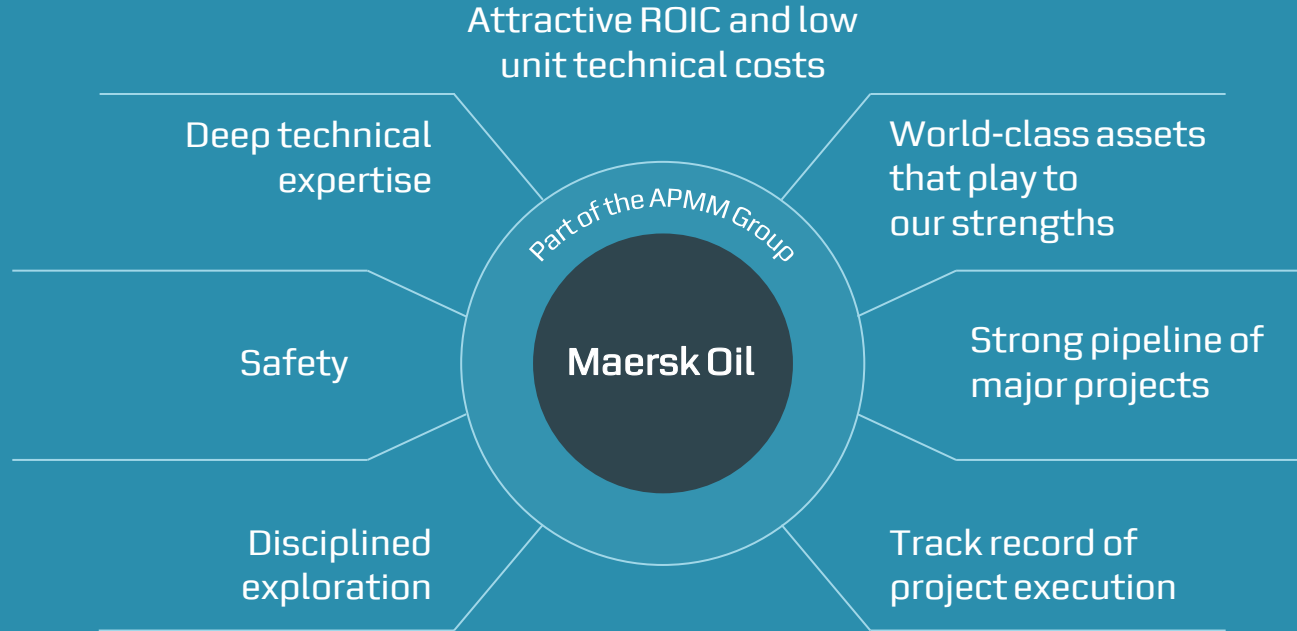 Attractive ROIC and low
unit technical costs
Deep technical
expertise
World-class assets
that play to
our strengths
Part of the APMM Group
Maersk Oil
Safety
Strong pipeline of
major projects
Disciplined
exploration
Track record of
project execution